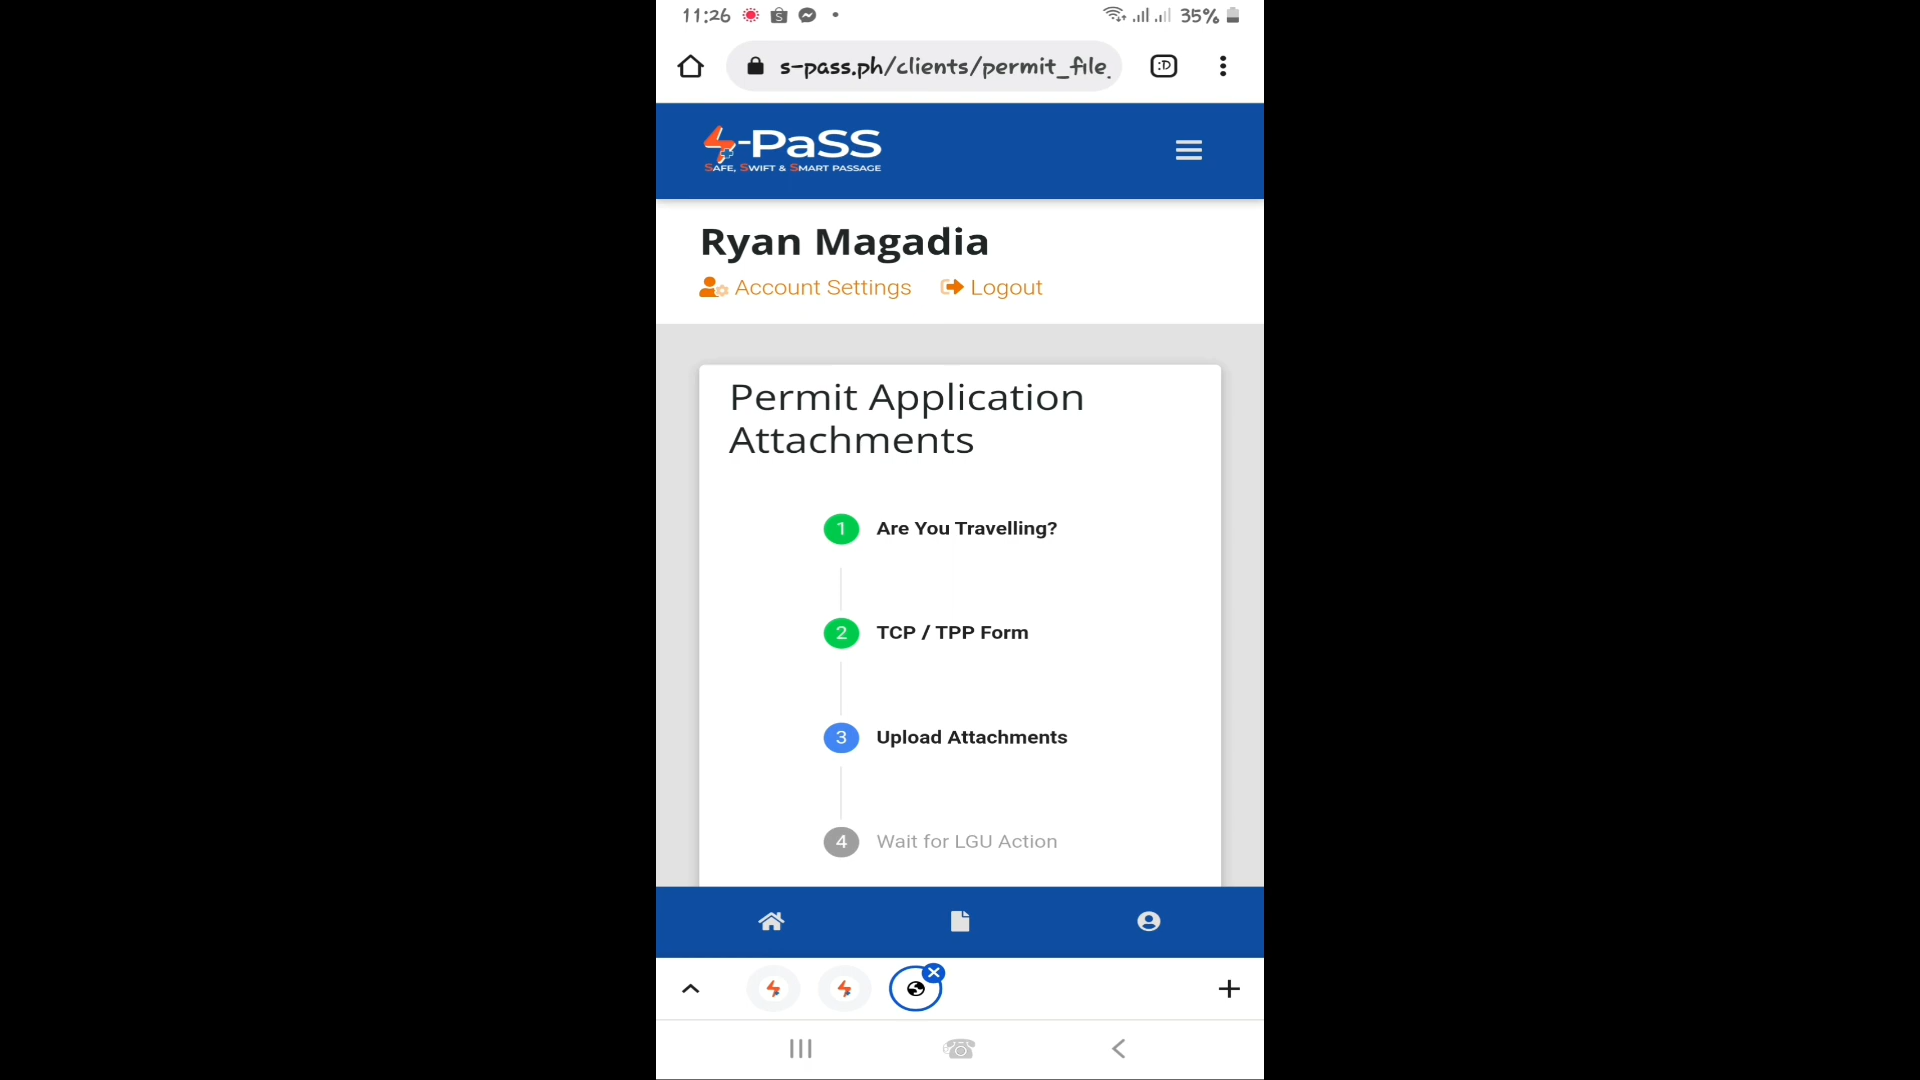 11:26
35%
s-pass.ph/clients/permit_file_
S-PaSS
SAFE, SWIFT & SMART PASSAGE
Ryan Magadia
Account Settings
Logout
Permit Application
Attachments
1 Are You Travelling?
2 TCP / TPP Form
3 Upload Attachments
4 Wait for LGU Action